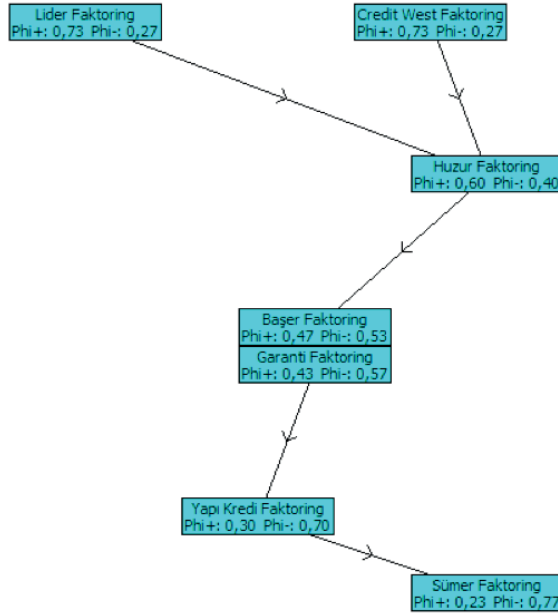 Lider Faktoring
Phi+: 0,73 Phi-: 0,27
Credit West Faktoring
Phi+: 0,73 Phi-: 0,27
Huzur Faktoring
Phi+: 0,60 Phi-: 0,40
Başer Faktoring
Phi+: 0,47 Phi-: 0,53
Garanti Faktoring
Phi+: 0,43 Phi-: 0,57
Yapı Kredi Faktoring
Phi+: 0,30 Phi-: 0,70
Sümer Faktoring
Phi+: 0,23 Phi-: 0,77